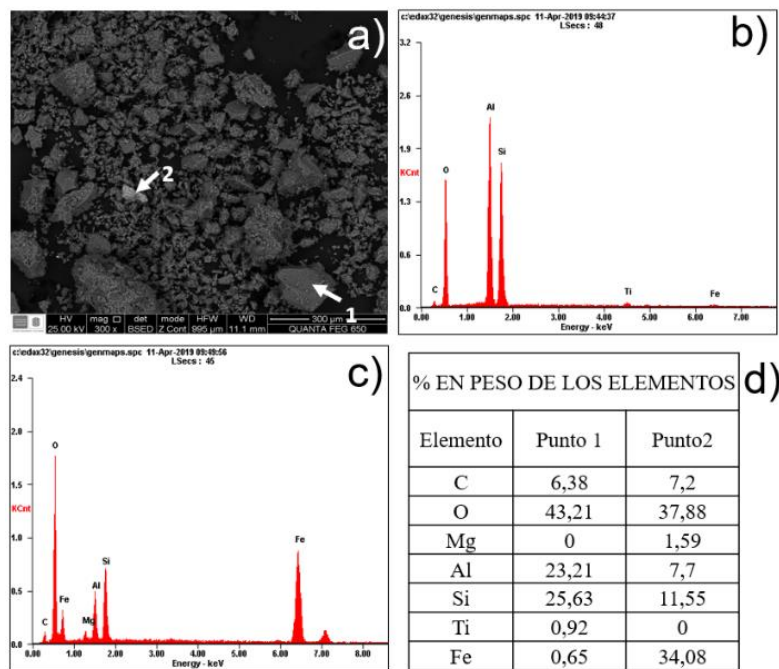 a)
2
1
HV mag □ det mode HFW WD 300 µm
25.00 kV 300 x BSED Z Cont 995 µm 11.1 mm QUANTA FEG 650
c:\edax32\genesis\genmaps.spc 11-Apr-2019 09:44:37
LSecs : 48
b)
3.2
2.6
1.9
KCnt
1.3
0.6
0.0
C
O
Al
Si
Ti
Fe
0.00 1.00 2.00 3.00 4.00 5.00 6.00 7.00
Energy - keV
c:\edax32\genesis\genmaps.spc 11-Apr-2019 09:49:56
LSecs : 45
c)
2.4
2.0
1.5
KCnt
1.0
0.5
0.0
C
O
Fe
Mg
Al
Si
Fe
0.00 1.00 2.00 3.00 4.00 5.00 6.00 7.00 8.00
Energy - keV
d)
% EN PESO DE LOS ELEMENTOS
Elemento Punto 1 Punto2
C 6,38 7,2
O 43,21 37,88
Mg 0 1,59
Al 23,21 7,7
Si 25,63 11,55
Ti 0,92 0
Fe 0,65 34,08